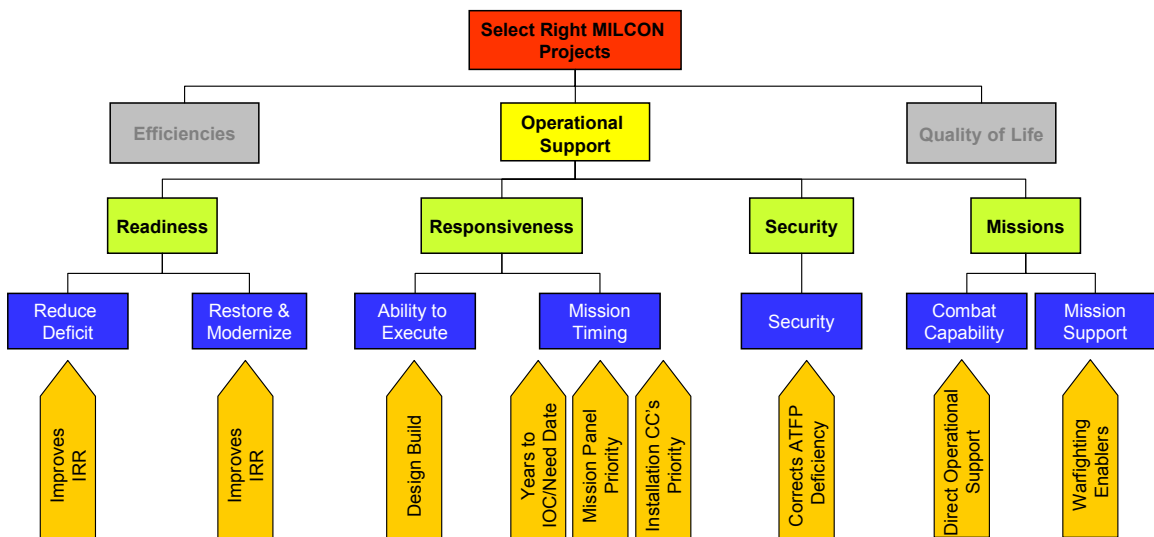 Select Right MILCON
Projects
Efficiencies
Operational
Support
Quality of Life
Readiness
Responsiveness
Security
Missions
Reduce
Deficit
Restore &
Modernize
Ability to
Execute
Mission
Timing
Security
Combat
Capability
Mission
Support
Improves
IRR
Improves
IRR
Design Build
Years to
IOC/Need Date
Mission Panel
Priority
Installation CC's
Priority
Corrects ATFP
Deficiency
Direct Operational
Support
Warfighting
Enablers